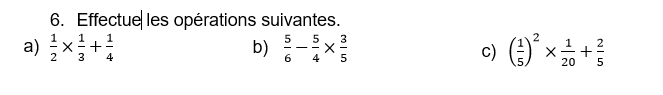 6. Effectue les opérations suivantes.
a) 1/2 × 1/3 + 1/4 b) 5/6 − 5/4 × 3/5 c) (1/5)² × 1/20 + 2/5